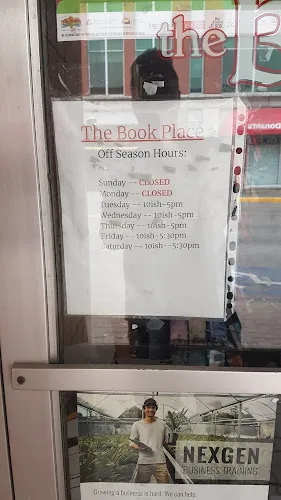 the B
The Book Place
Off Season Hours:
Sunday -- CLOSED
Monday -- CLOSED
Tuesday -- 10ish-5pm
Wednesday -- 10ish-5pm
Thursday -- 10ish-5pm
Friday -- 10ish-5:30pm
Saturday -- 10ish--5:30pm
McDonald's
NEXGEN
BUSINESS TRAINING
Growing a business is hard. We can help.